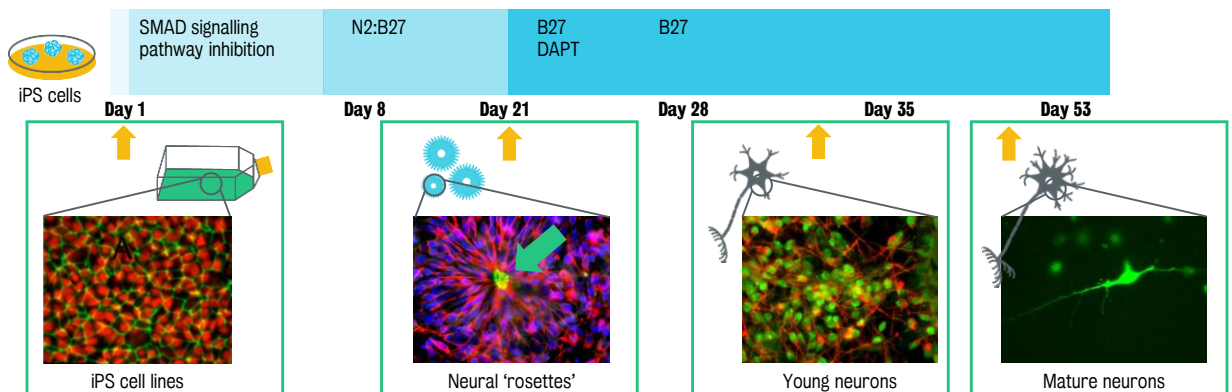 SMAD signalling
pathway inhibition
N2:B27
B27
DAPT
B27
iPS cells
Day 1
Day 8
Day 21
Day 28
Day 35
Day 53
A
iPS cell lines
Neural ‘rosettes’
Young neurons
Mature neurons